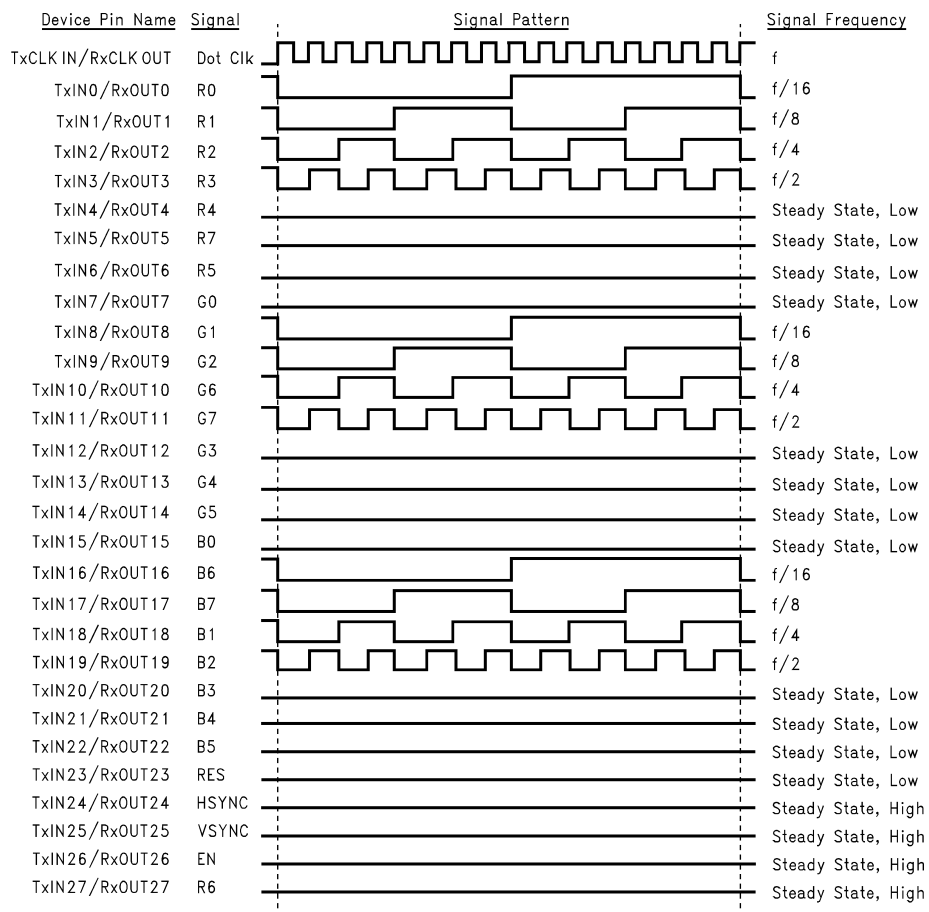 Device Pin Name Signal Signal Pattern Signal Frequency
TxCLK IN/RxCLK OUT Dot Clk f
TxIN0/RxOUT0 R0 f/16
TxIN1/RxOUT1 R1 f/8
TxIN2/RxOUT2 R2 f/4
TxIN3/RxOUT3 R3 f/2
TxIN4/RxOUT4 R4 Steady State, Low
TxIN5/RxOUT5 R7 Steady State, Low
TxIN6/RxOUT6 R5 Steady State, Low
TxIN7/RxOUT7 G0 Steady State, Low
TxIN8/RxOUT8 G1 f/16
TxIN9/RxOUT9 G2 f/8
TxIN10/RxOUT10 G6 f/4
TxIN11/RxOUT11 G7 f/2
TxIN12/RxOUT12 G3 Steady State, Low
TxIN13/RxOUT13 G4 Steady State, Low
TxIN14/RxOUT14 G5 Steady State, Low
TxIN15/RxOUT15 B0 Steady State, Low
TxIN16/RxOUT16 B6 f/16
TxIN17/RxOUT17 B7 f/8
TxIN18/RxOUT18 B1 f/4
TxIN19/RxOUT19 B2 f/2
TxIN20/RxOUT20 B3 Steady State, Low
TxIN21/RxOUT21 B4 Steady State, Low
TxIN22/RxOUT22 B5 Steady State, Low
TxIN23/RxOUT23 RES Steady State, Low
TxIN24/RxOUT24 HSYNC Steady State, High
TxIN25/RxOUT25 VSYNC Steady State, High
TxIN26/RxOUT26 EN Steady State, High
TxIN27/RxOUT27 R6 Steady State, High